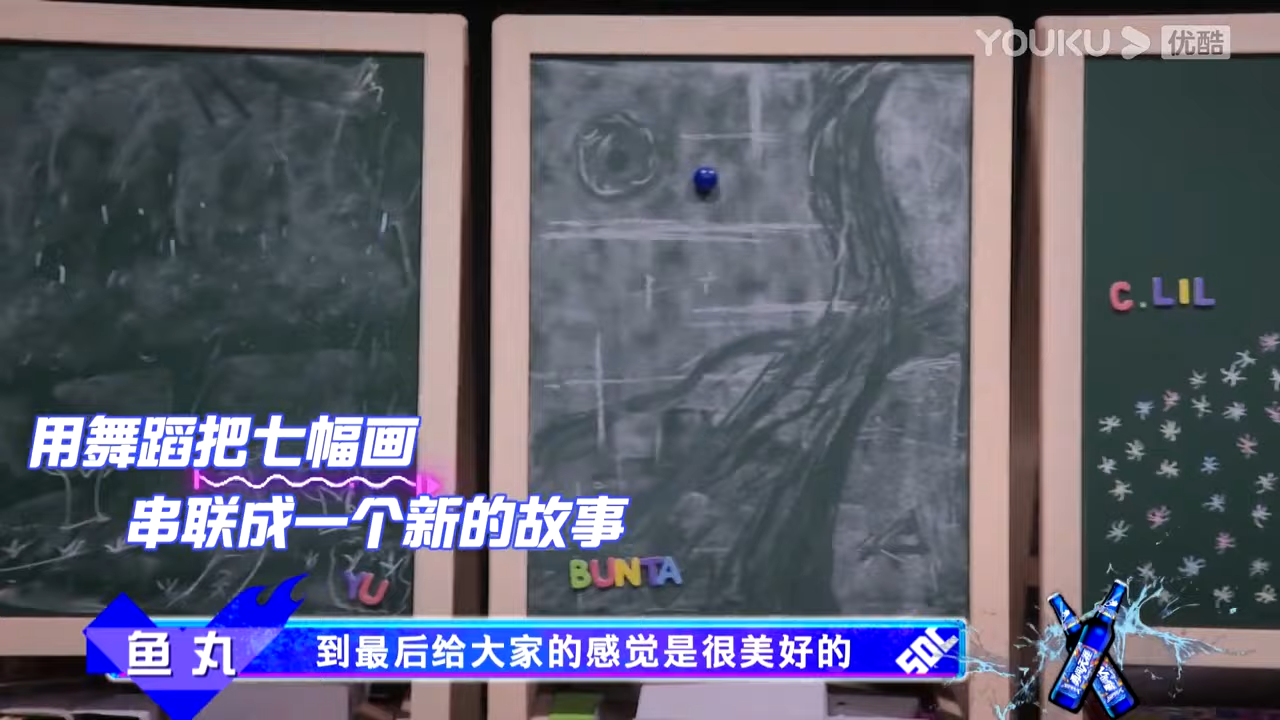 YOUKU 优酷
C.LIL
用舞蹈把七幅画
串联成一个新的故事
YU
BUNTA
鱼丸 到最后给大家的感觉是很美好的